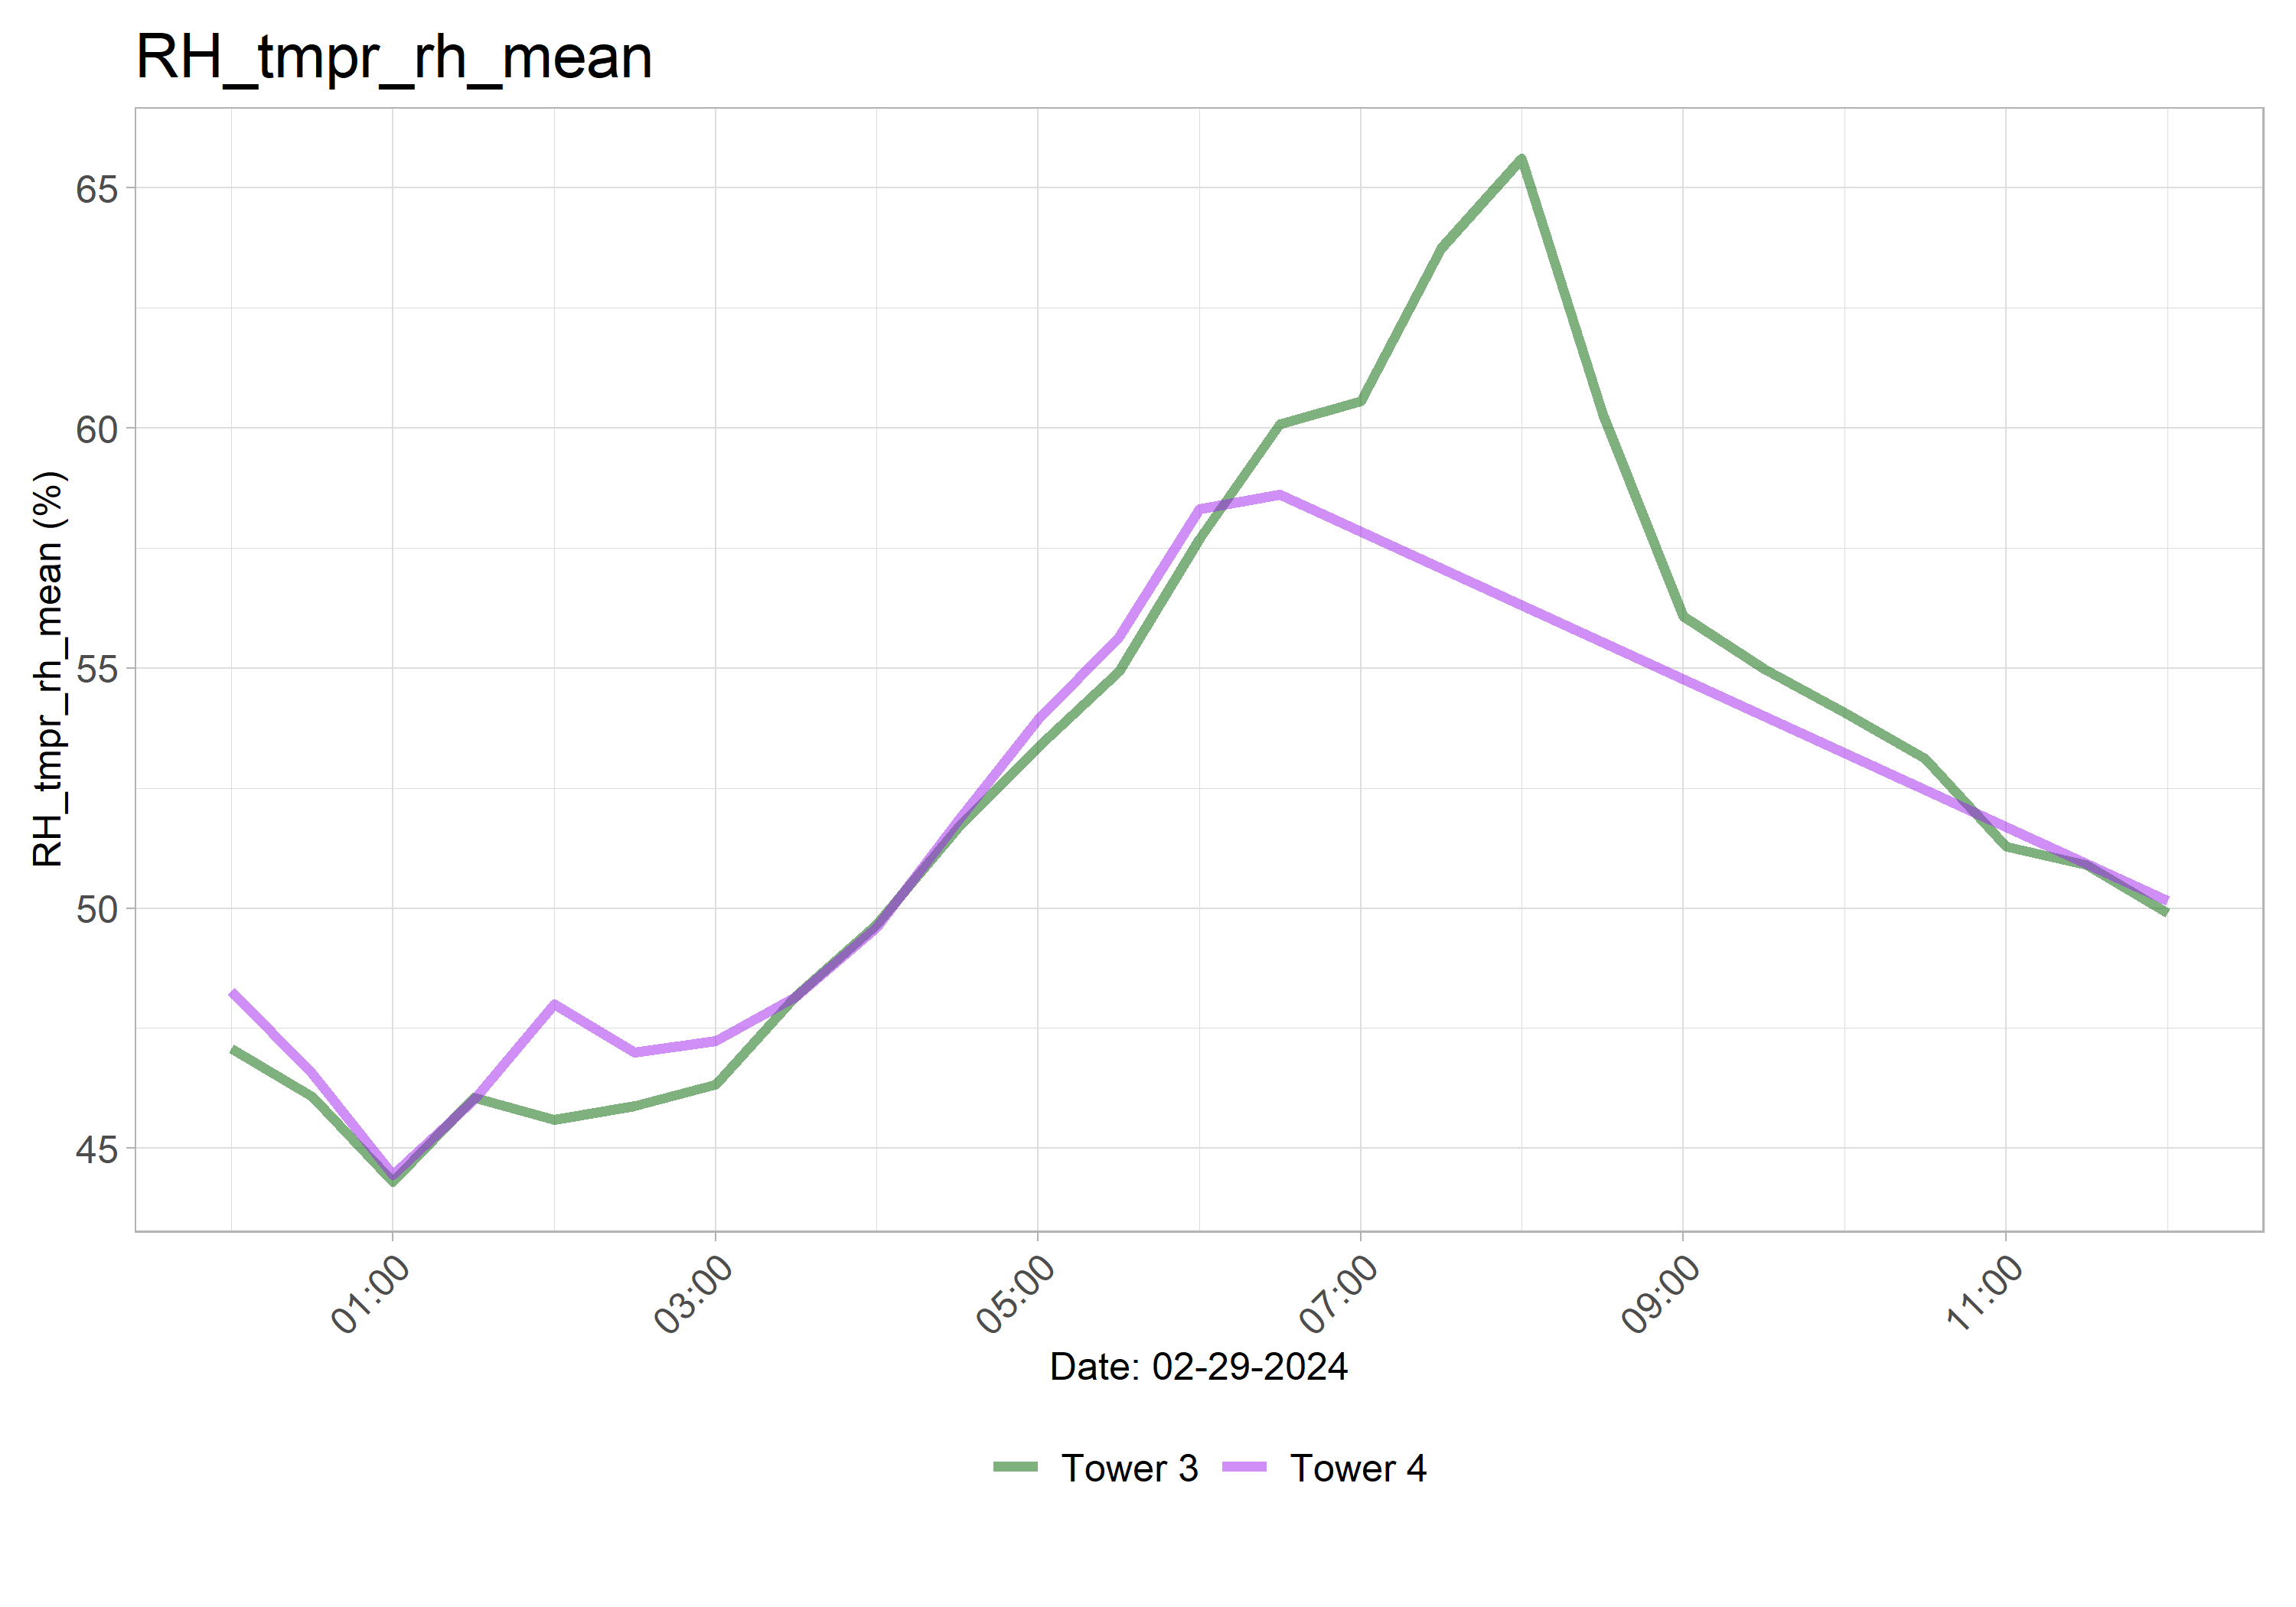 RH_tmpr_rh_mean
RH_tmpr_rh_mean (%)
65
60
55
50
45
01:00
03:00
05:00
07:00
09:00
11:00
Date: 02-29-2024
Tower 3
Tower 4